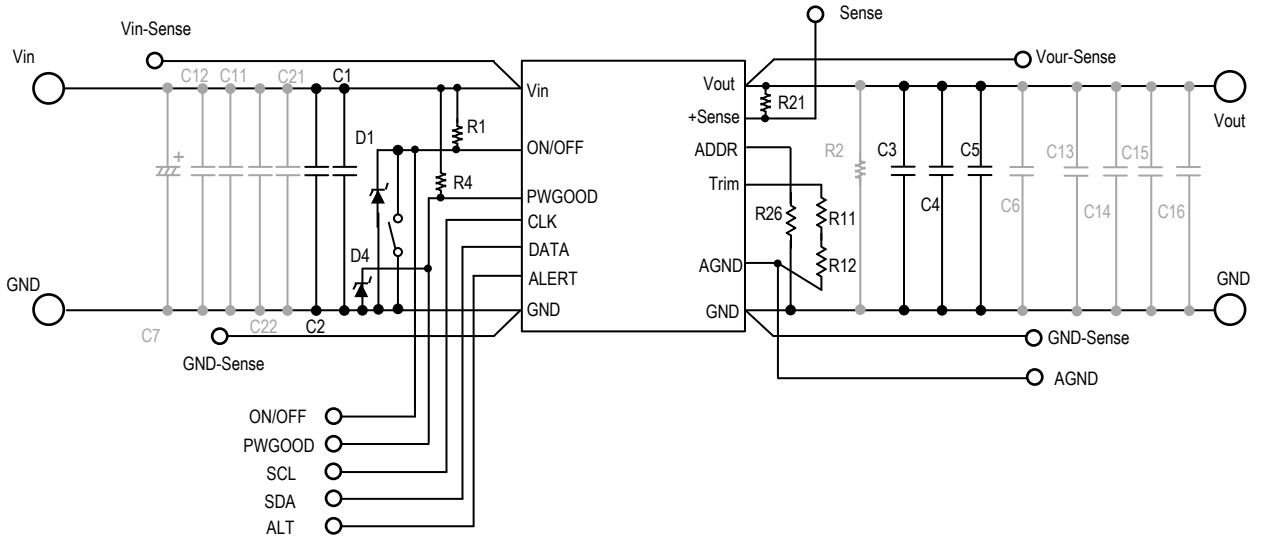 Sense
Vin-Sense
Vour-Sense
Vin
C12
C11
C21
C1
Vin
Vout
R21
+Sense
Vout
D1
R1
ON/OFF
ADDR
R2
C3
C5
C13
C15
R4
Trim
PWGOOD
CLK
R26
R11
C4
C6
C14
C16
DATA
D4
AGND
R12
ALERT
GND
GND
GND
GND
C7
C22
C2
GND-Sense
GND-Sense
AGND
ON/OFF
PWGOOD
SCL
SDA
ALT